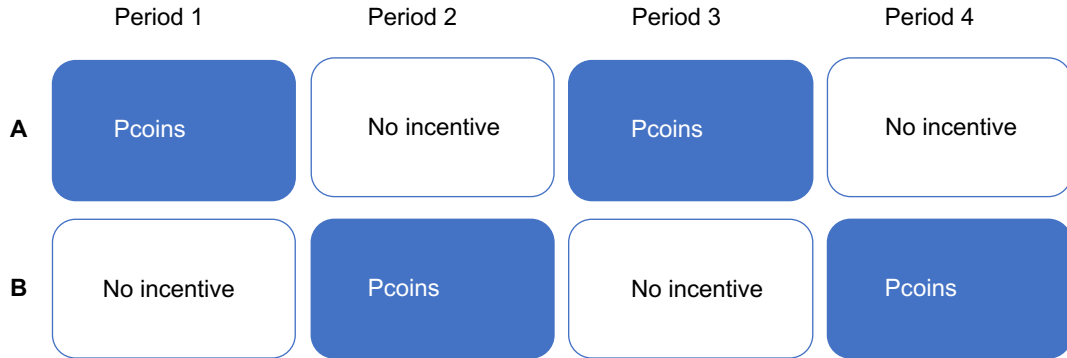 Period 1 Period 2 Period 3 Period 4
A Pcoins No incentive Pcoins No incentive
B No incentive Pcoins No incentive Pcoins